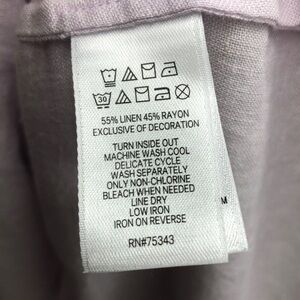 30
55% LINEN 45% RAYON
EXCLUSIVE OF DECORATION
TURN INSIDE OUT
MACHINE WASH COOL
DELICATE CYCLE
WASH SEPARATELY
ONLY NON-CHLORINE
BLEACH WHEN NEEDED
LINE DRY
LOW IRON
IRON ON REVERSE
RN#75343
M